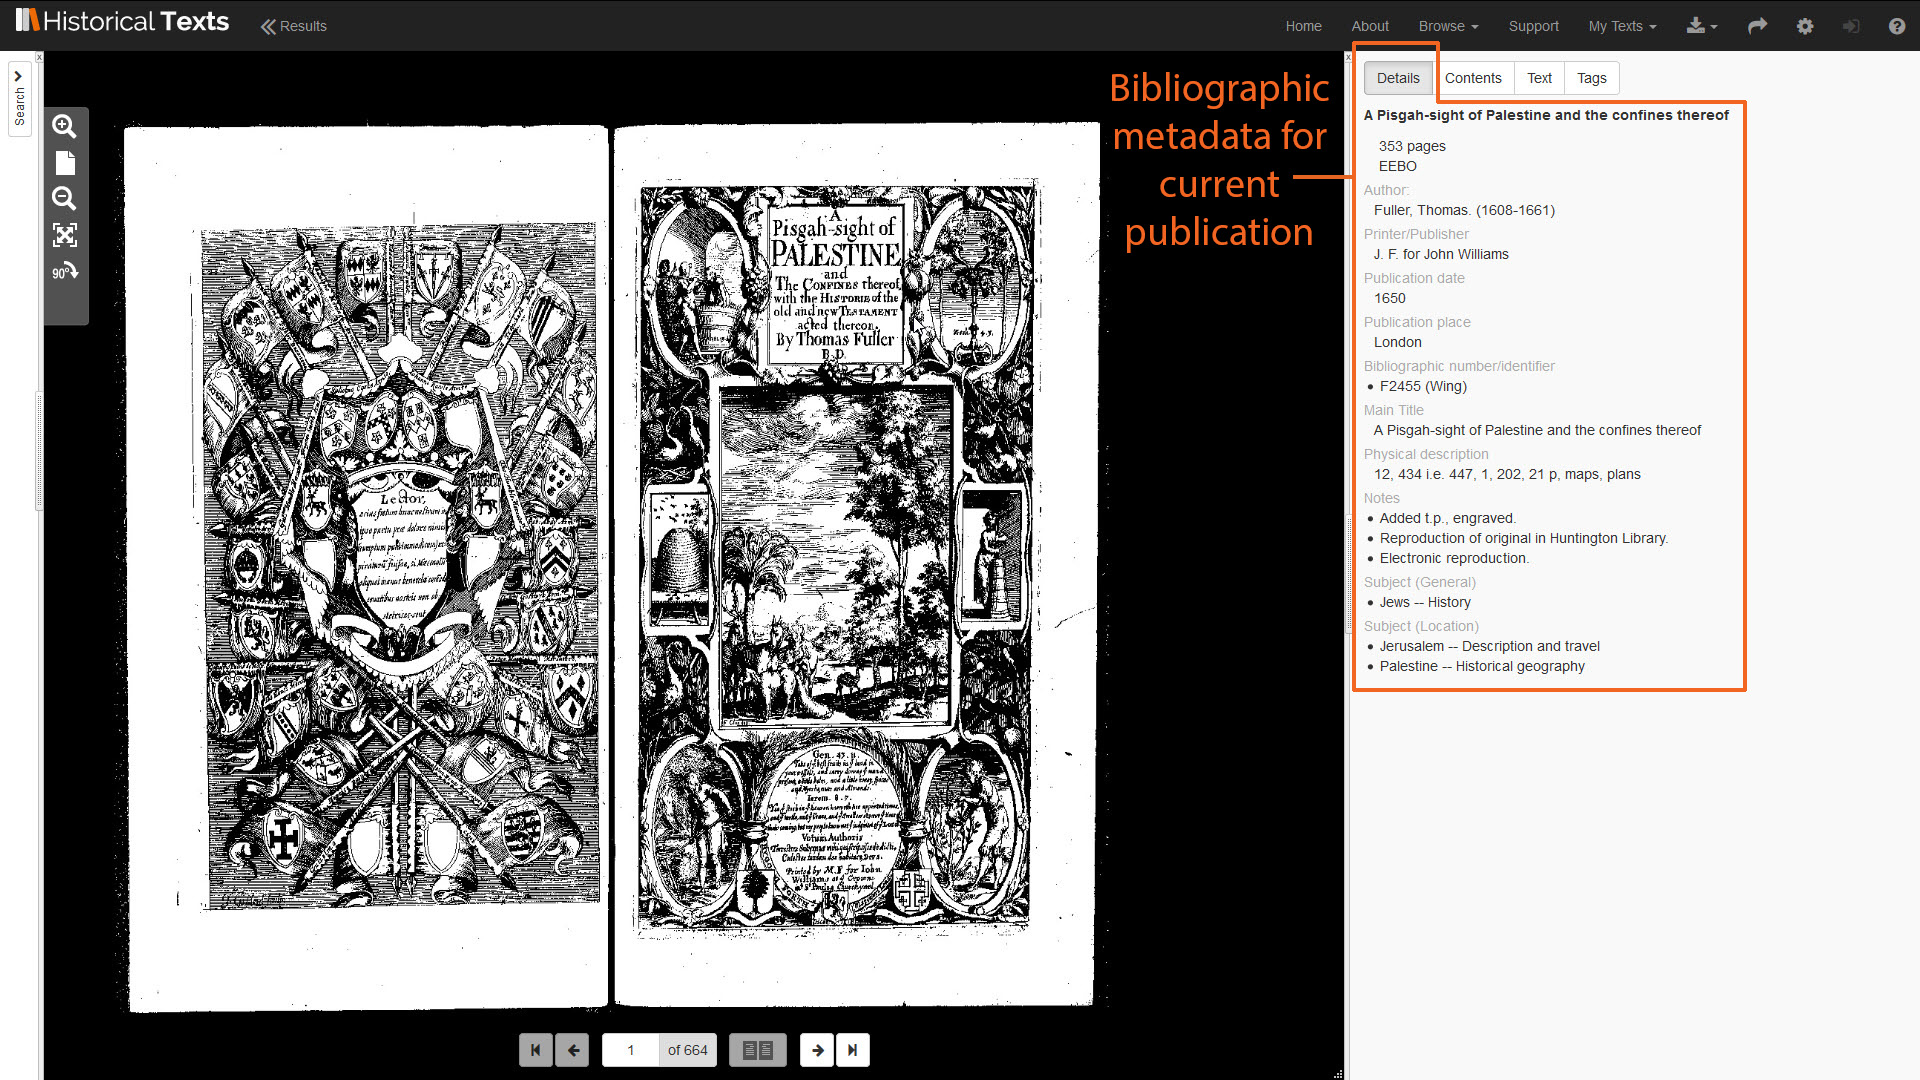 Historical Texts
Results
Home
About
Browse
Support
My Texts
Search
90°
Bibliographic
metadata for
current
publication
Lector,
A
Pisgah-sight of
PALESTINE
and
The CONFINES thereof,
with the HISTORIE of the
old and new TESTAMENT
acted thereon.
By Thomas Fuller
B.D.
Gen. 43. 11.
Ierem. 8. 7.
Votum Authoris
Printed by M.F for Iohn
Williams at y Crowne
1
of 664
Details
Contents
Text
Tags
A Pisgah-sight of Palestine and the confines thereof
353 pages
EEBO
Author:
Fuller, Thomas. (1608-1661)
Printer/Publisher
J. F. for John Williams
Publication date
1650
Publication place
London
Bibliographic number/identifier
F2455 (Wing)
Main Title
A Pisgah-sight of Palestine and the confines thereof
Physical description
12, 434 i.e. 447, 1, 202, 21 p, maps, plans
Notes
Added t.p., engraved.
Reproduction of original in Huntington Library.
Electronic reproduction.
Subject (General)
Jews -- History
Subject (Location)
Jerusalem -- Description and travel
Palestine -- Historical geography